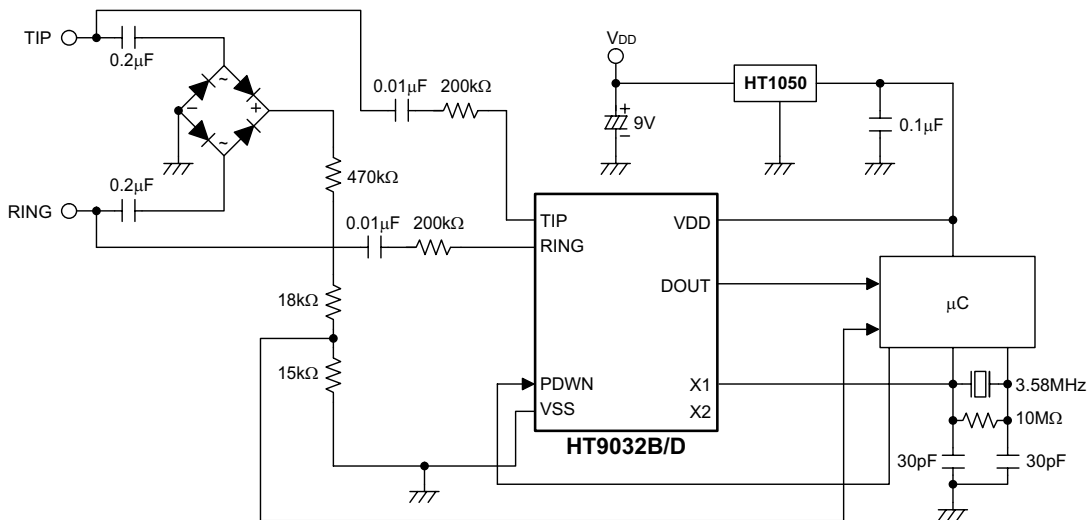 TIP
0.2μF
~
−
+
~
0.2μF
RING
0.01μF
200kΩ
470kΩ
0.01μF
200kΩ
18kΩ
15kΩ
VDD
+
9V
−
HT1050
0.1μF
TIP
RING
PDWN
VSS
VDD
DOUT
X1
X2
HT9032B/D
μC
3.58MHz
10MΩ
30pF
30pF